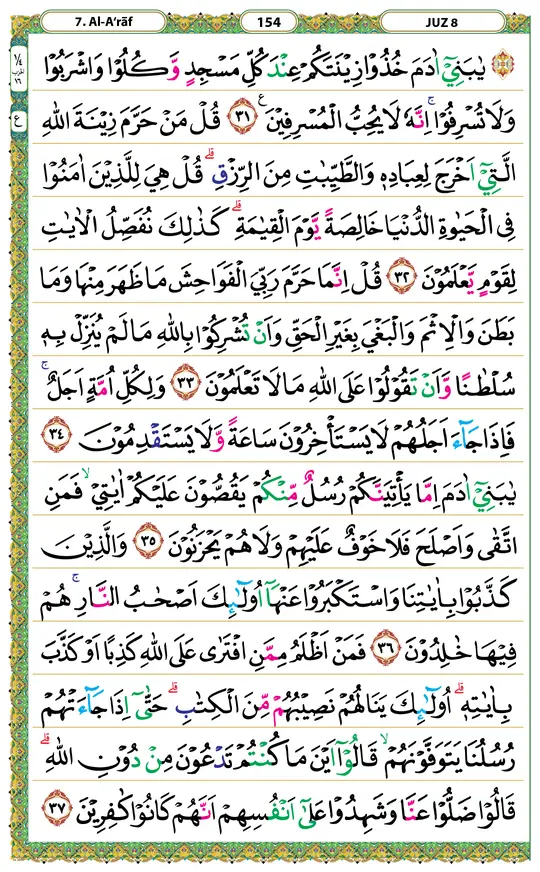 7. Al-A'rāf
154
JUZ 8
¼
الحزب
١٦
ع
يٰبَنِيْٓ اٰدَمَ خُذُوْا زِيْنَتَكُمْ عِنْدَ كُلِّ مَسْجِدٍ وَّكُلُوْا وَاشْرَبُوْا
وَلَا تُسْرِفُوْاۚ اِنَّهٗ لَا يُحِبُّ الْمُسْرِفِيْنَ ࣖ ٣١ قُلْ مَنْ حَرَّمَ زِيْنَةَ اللّٰهِ
الَّتِيْٓ اَخْرَجَ لِعِبَادِهٖ وَالطَّيِّبٰتِ مِنَ الرِّزْقِۗ قُلْ هِيَ لِلَّذِيْنَ اٰمَنُوْا
فِى الْحَيٰوةِ الدُّنْيَا خَالِصَةً يَّوْمَ الْقِيٰمَةِۗ كَذٰلِكَ نُفَصِّلُ الْاٰيٰتِ
لِقَوْمٍ يَّعْلَمُوْنَ ٣٢ قُلْ اِنَّمَا حَرَّمَ رَبِّيَ الْفَوَاحِشَ مَا ظَهَرَ مِنْهَا وَمَا
بَطَنَ وَالْاِثْمَ وَالْبَغْيَ بِغَيْرِ الْحَقِّ وَاَنْ تُشْرِكُوْا بِاللّٰهِ مَا لَمْ يُنَزِّلْ بِهٖ
سُلْطٰنًا وَّاَنْ تَقُوْلُوْا عَلَى اللّٰهِ مَا لَا تَعْلَمُوْنَ ٣٣ وَلِكُلِّ اُمَّةٍ اَجَلٌۚ
فَاِذَا جَاۤءَ اَجَلُهُمْ لَا يَسْتَأْخِرُوْنَ سَاعَةً وَّلَا يَسْتَقْدِمُوْنَ ٣٤
يٰبَنِيْٓ اٰدَمَ اِمَّا يَأْتِيَنَّكُمْ رُسُلٌ مِّنْكُمْ يَقُصُّوْنَ عَلَيْكُمْ اٰيٰتِيْۙ فَمَنِ
اتَّقٰى وَاَصْلَحَ فَلَا خَوْفٌ عَلَيْهِمْ وَلَا هُمْ يَحْزَنُوْنَ ٣٥ وَالَّذِيْنَ
كَذَّبُوْا بِاٰيٰتِنَا وَاسْتَكْبَرُوْا عَنْهَآ اُولٰۤىِٕكَ اَصْحٰبُ النَّارِۚ هُمْ
فِيْهَا خٰلِدُوْنَ ٣٦ فَمَنْ اَظْلَمُ مِمَّنِ افْتَرٰى عَلَى اللّٰهِ كَذِبًا اَوْ كَذَّبَ
بِاٰيٰتِهٖۗ اُولٰۤىِٕكَ يَنَالُهُمْ نَصِيْبُهُمْ مِّنَ الْكِتٰبِۗ حَتّٰٓى اِذَا جَاۤءَتْهُمْ
رُسُلُنَا يَتَوَفَّوْنَهُمْۙ قَالُوْٓا اَيْنَ مَا كُنْتُمْ تَدْعُوْنَ مِنْ دُوْنِ اللّٰهِۗ
قَالُوْا ضَلُّوْا عَنَّا وَشَهِدُوْا عَلٰٓى اَنْفُسِهِمْ اَنَّهُمْ كَانُوْا كٰفِرِيْنَ ٣٧